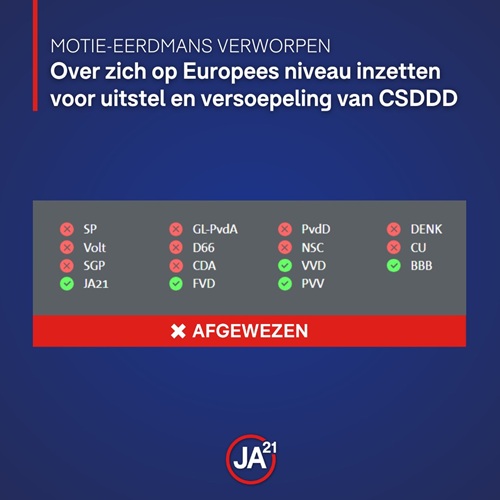 MOTIE-EERDMANS VERWORPEN
Over zich op Europees niveau inzetten
voor uitstel en versoepeling van CSDDD
SP GL-PvdA PvdD DENK
Volt D66 NSC CU
SGP CDA VVD BBB
JA21 FVD PVV
AFGEWEZEN
JA21